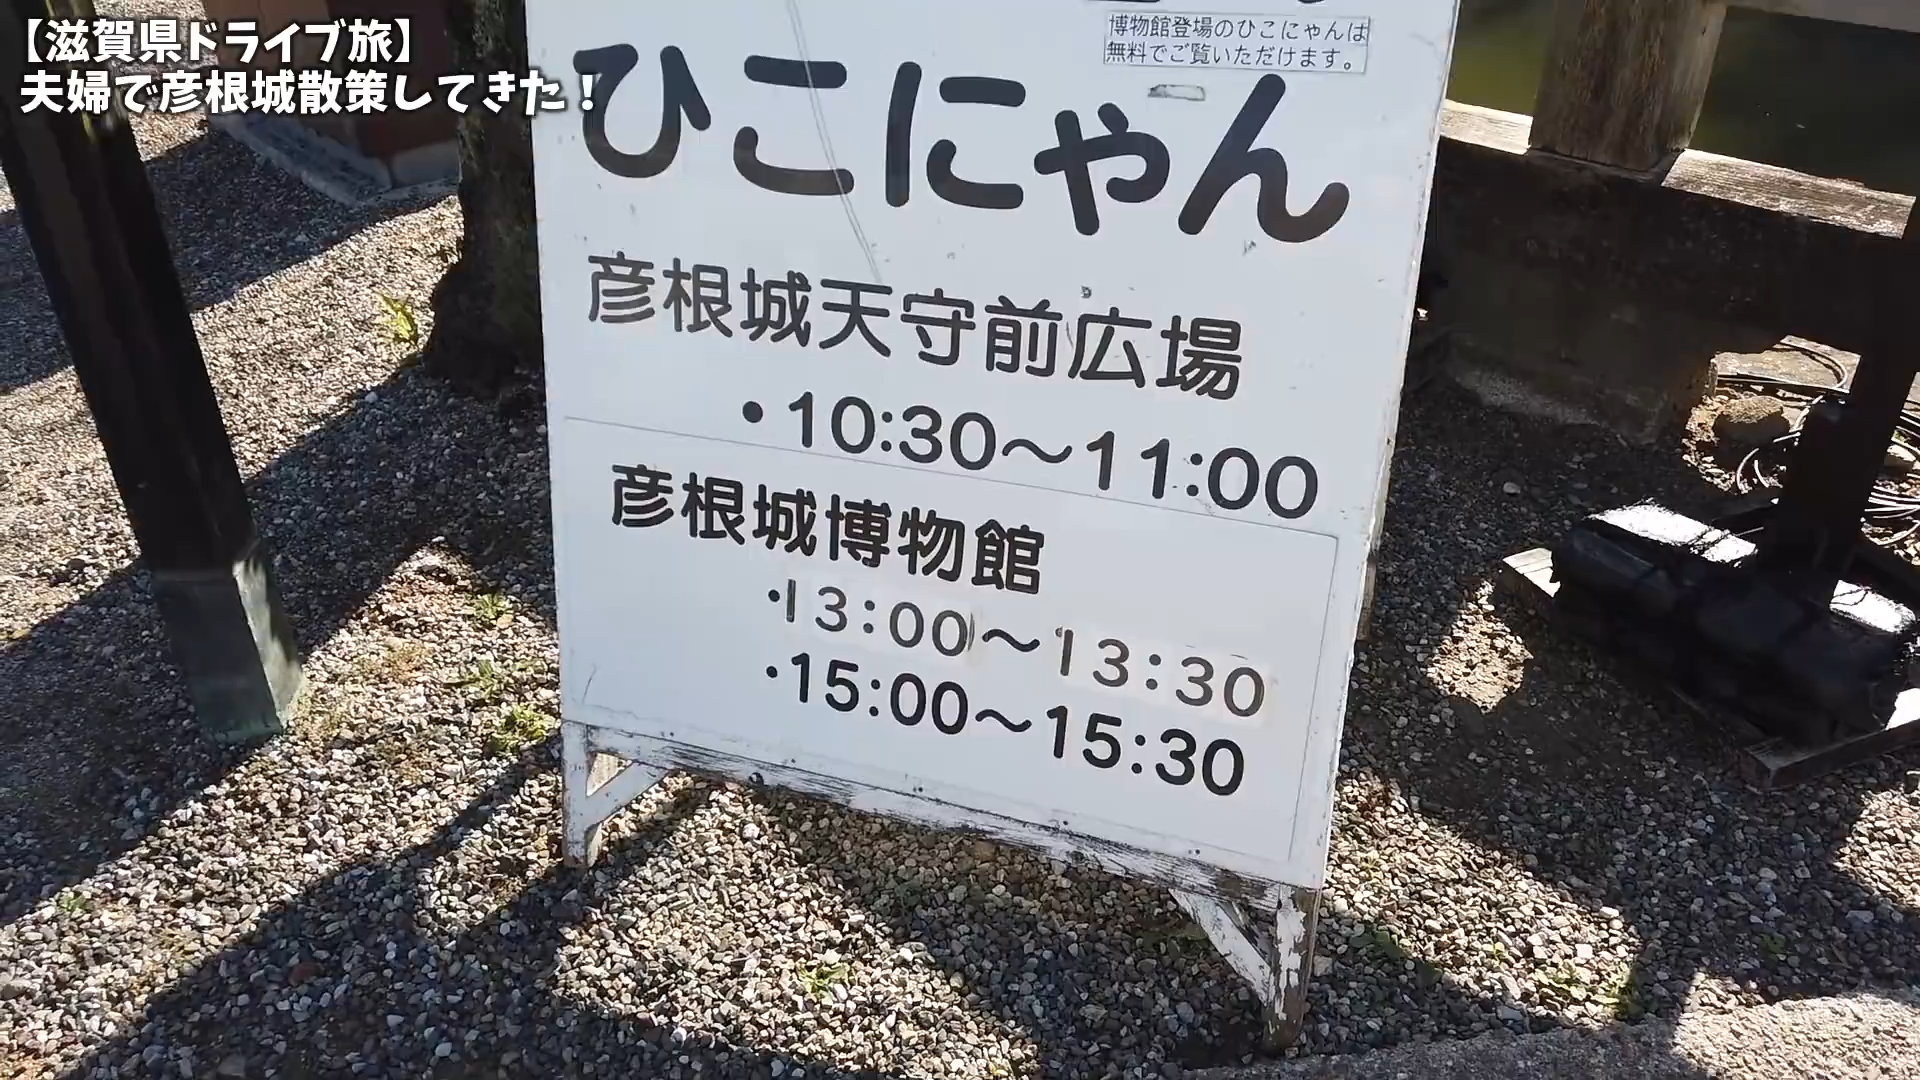 【滋賀県ドライブ旅】
夫婦で彦根城散策してきた！
博物館登場のひこにゃんは
無料でご覧いただけます。
ひこにゃん
彦根城天守前広場
・10:30～11:00
彦根城博物館
・13:00～13:30
・15:00～15:30